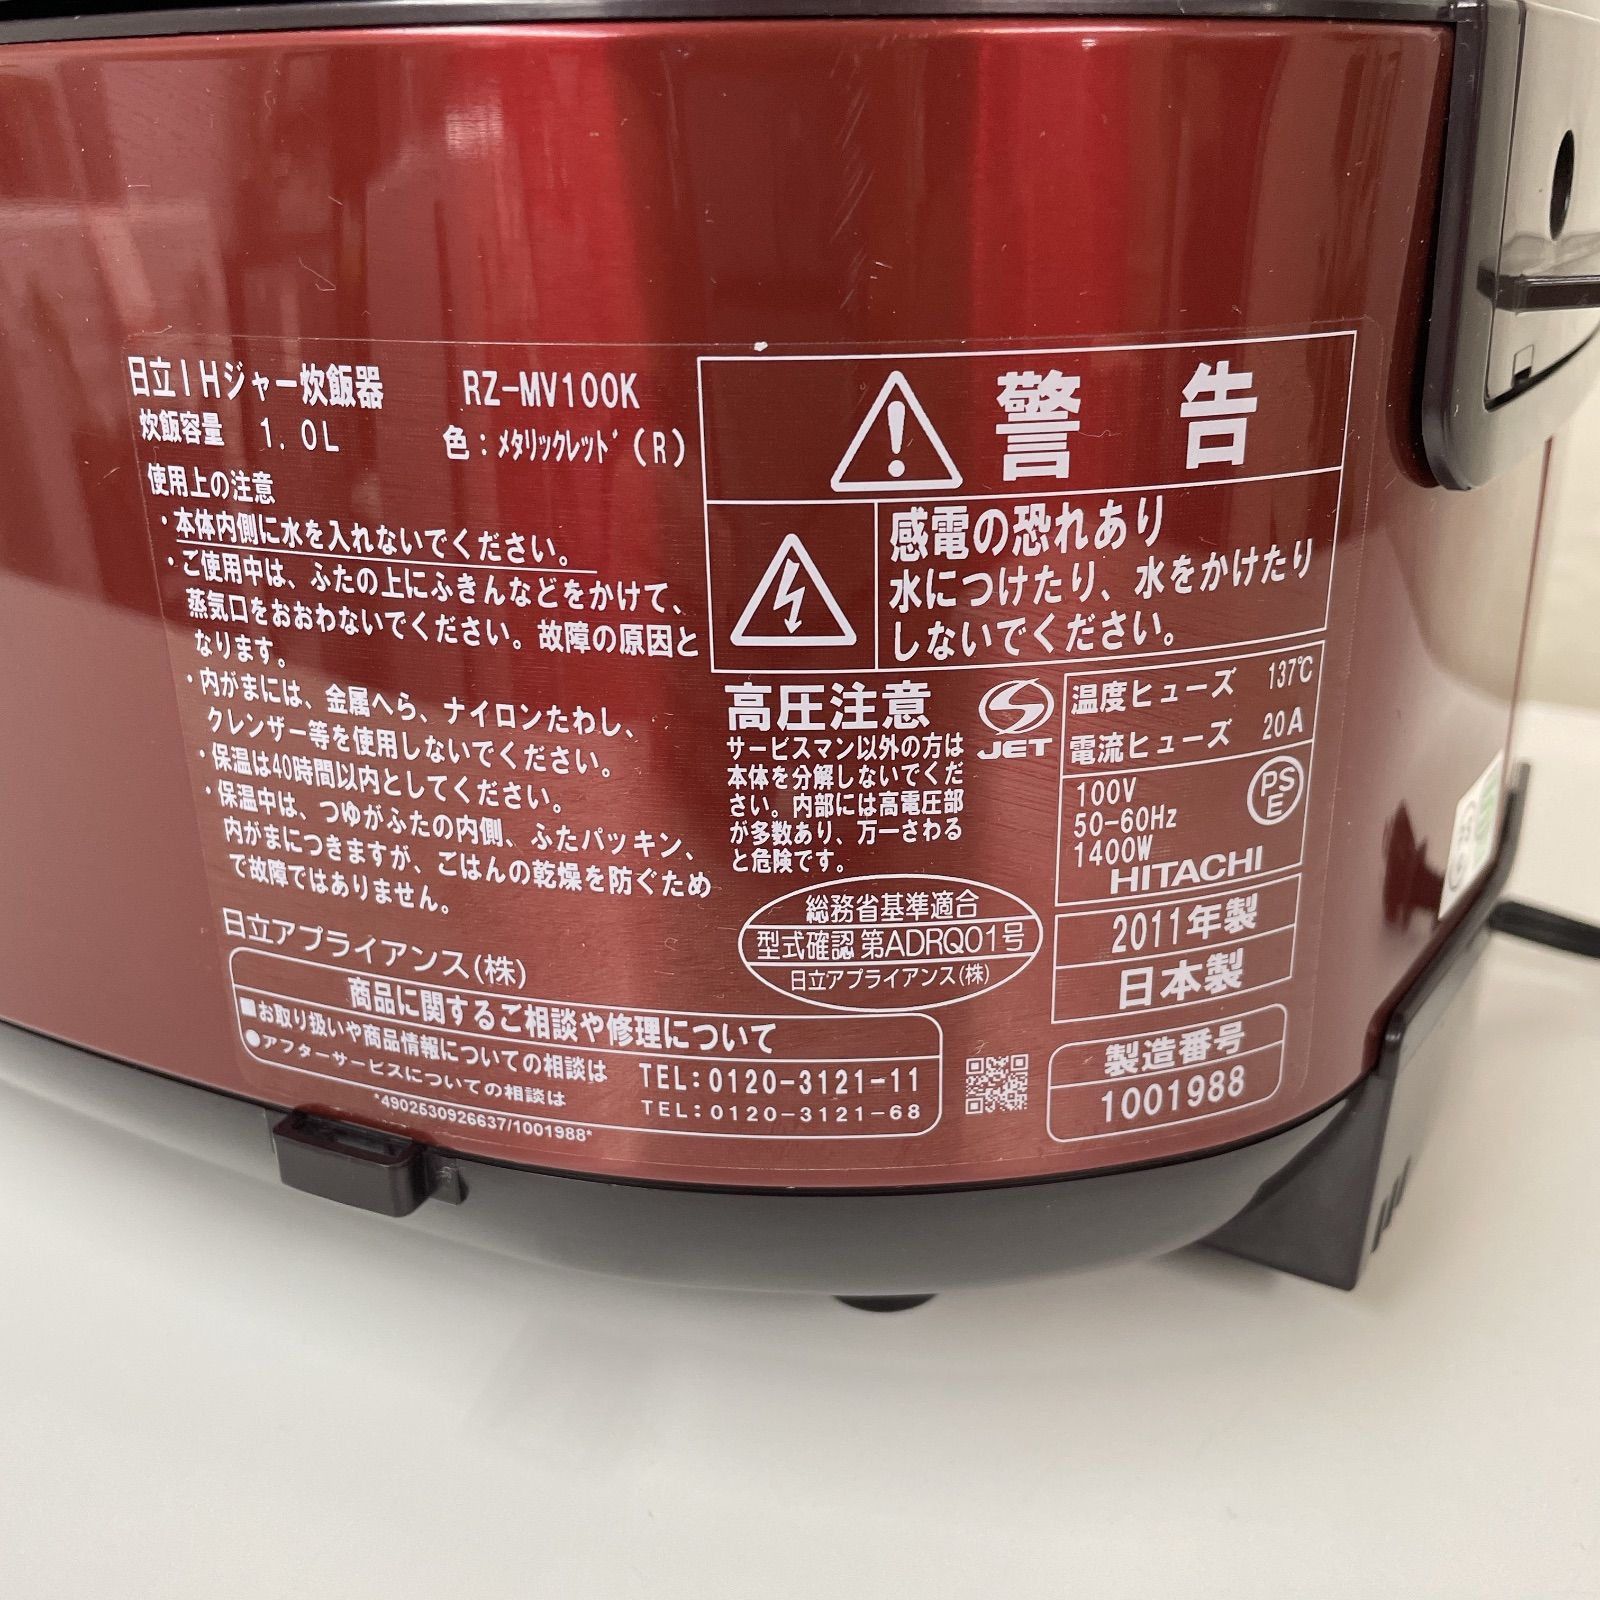 日立IHジャー炊飯器 RZ-MV100K
炊飯容量 1.0L 色:メタリックレッド(R)
使用上の注意
・本体内側に水を入れないでください。
・ご使用中は、ふたの上にふきんなどをかけて、
蒸気口をおおわないでください。故障の原因と
なります。
・内がまには、金属へら、ナイロンたわし、
クレンザー等を使用しないでください。
・保温は40時間以内としてください。
・保温中は、つゆがふたの内側、ふたパッキン、
内がまにつきますが、ごはんの乾燥を防ぐため
で故障ではありません。
日立アプライアンス(株)
商品に関するご相談や修理について
■お取り扱いや商品情報についての相談は TEL:0120-3121-11
●アフターサービスについての相談は TEL:0120-3121-68
*4902530926637/1001988*
警告
感電の恐れあり
水につけたり、水をかけたり
しないでください。
高圧注意
サービスマン以外の方は
本体を分解しないでくだ
さい。内部には高電圧部
が多数あり、万一さわる
と危険です。
S
JET
温度ヒューズ 137℃
電流ヒューズ 20A
100V
50-60Hz
1400W
PS
E
HITACHI
総務省基準適合
型式確認 第ADRQ01号
日立アプライアンス(株)
2011年製
日本製
製造番号
1001988